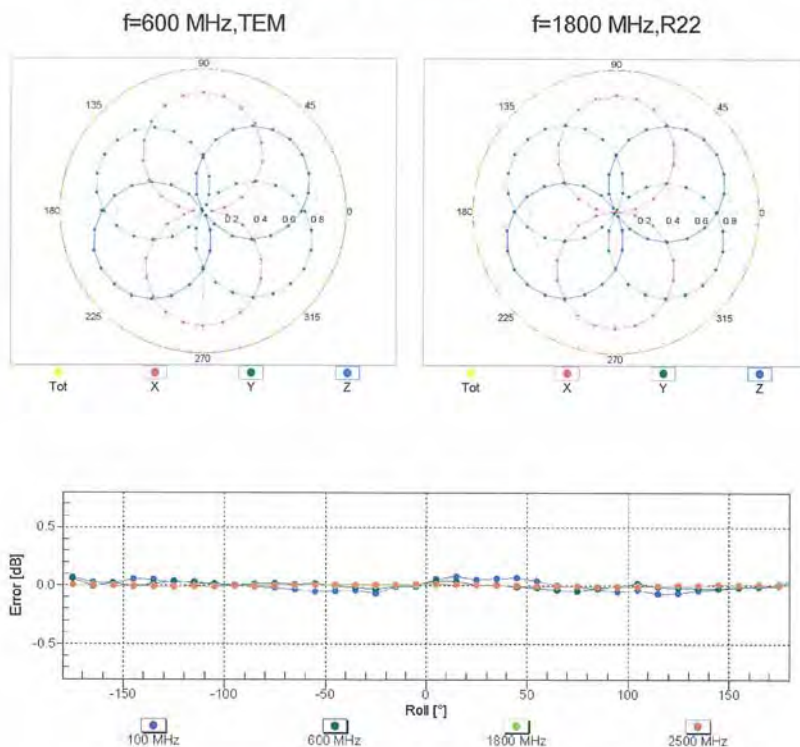 f=600 MHz,TEM
f=1800 MHz,R22
90
135
45
180
0.2 0.4 0.6 0.8
0
225
315
270
Tot X Y Z
90
135
45
180
0.2 0.4 0.6 0.8
0
225
315
270
Tot X Y Z
Error [dB]
0.5
0.0
-0.5
-150 -100 -50 0 50 100 150
Roll [°]
100 MHz 600 MHz 1800 MHz 2500 MHz